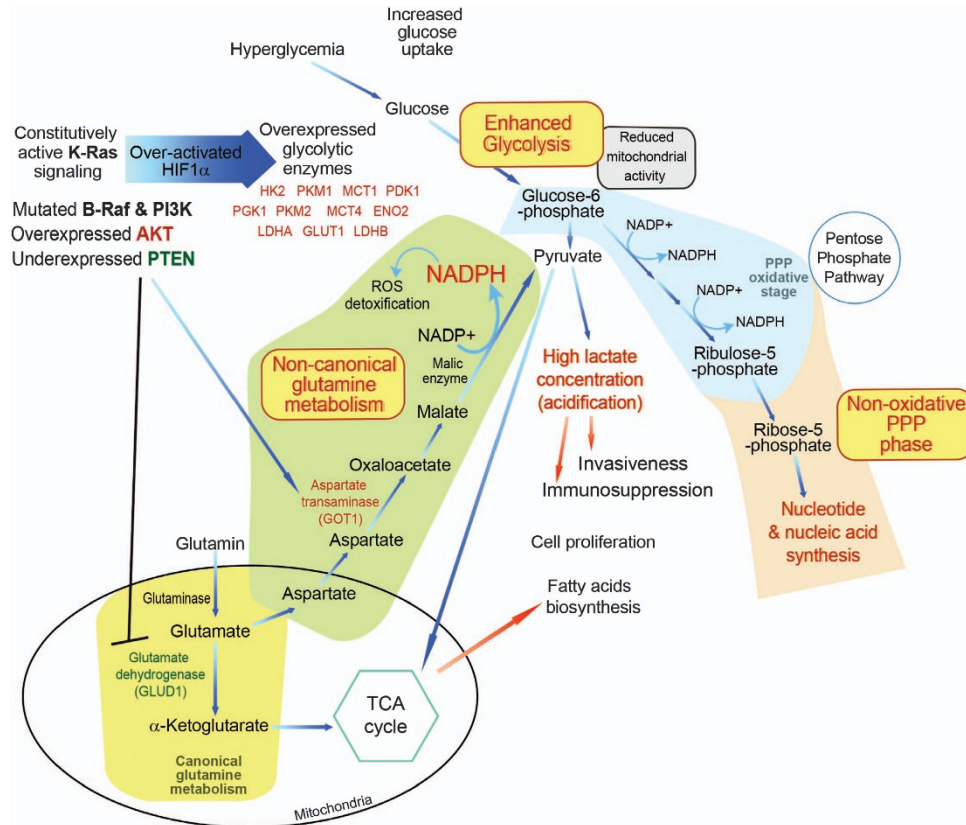 Increased
glucose
uptake
Hyperglycemia
Glucose
Enhanced
Glycolysis
Reduced
mitochondrial
activity
Constitutively
active K-Ras
signaling
Over-activated
HIF1α
Overexpressed
glycolytic
enzymes
HK2 PKM1 MCT1 PDK1
PGK1 PKM2 MCT4 ENO2
LDHA GLUT1 LDHB
Mutated B-Raf & PI3K
Overexpressed AKT
Underexpressed PTEN
Glucose-6
-phosphate
Pyruvate
NADP+
NADPH
PPP
oxidative
stage
NADP+
NADPH
Pentose
Phosphate
Pathway
Ribulose-5
-phosphate
Ribose-5
-phosphate
Non-oxidative
PPP
phase
Nucleotide
& nucleic acid
synthesis
NADPH
ROS
detoxification
NADP+
Malic
enzyme
Non-canonical
glutamine
metabolism
Malate
Oxaloacetate
Aspartate
transaminase
(GOT1)
Aspartate
Aspartate
High lactate
concentration
(acidification)
Invasiveness
Immunosuppression
Cell proliferation
Fatty acids
biosynthesis
Glutamin
Glutaminase
Glutamate
Glutamate
dehydrogenase
(GLUD1)
α-Ketoglutarate
Canonical
glutamine
metabolism
TCA
cycle
Mitochondria